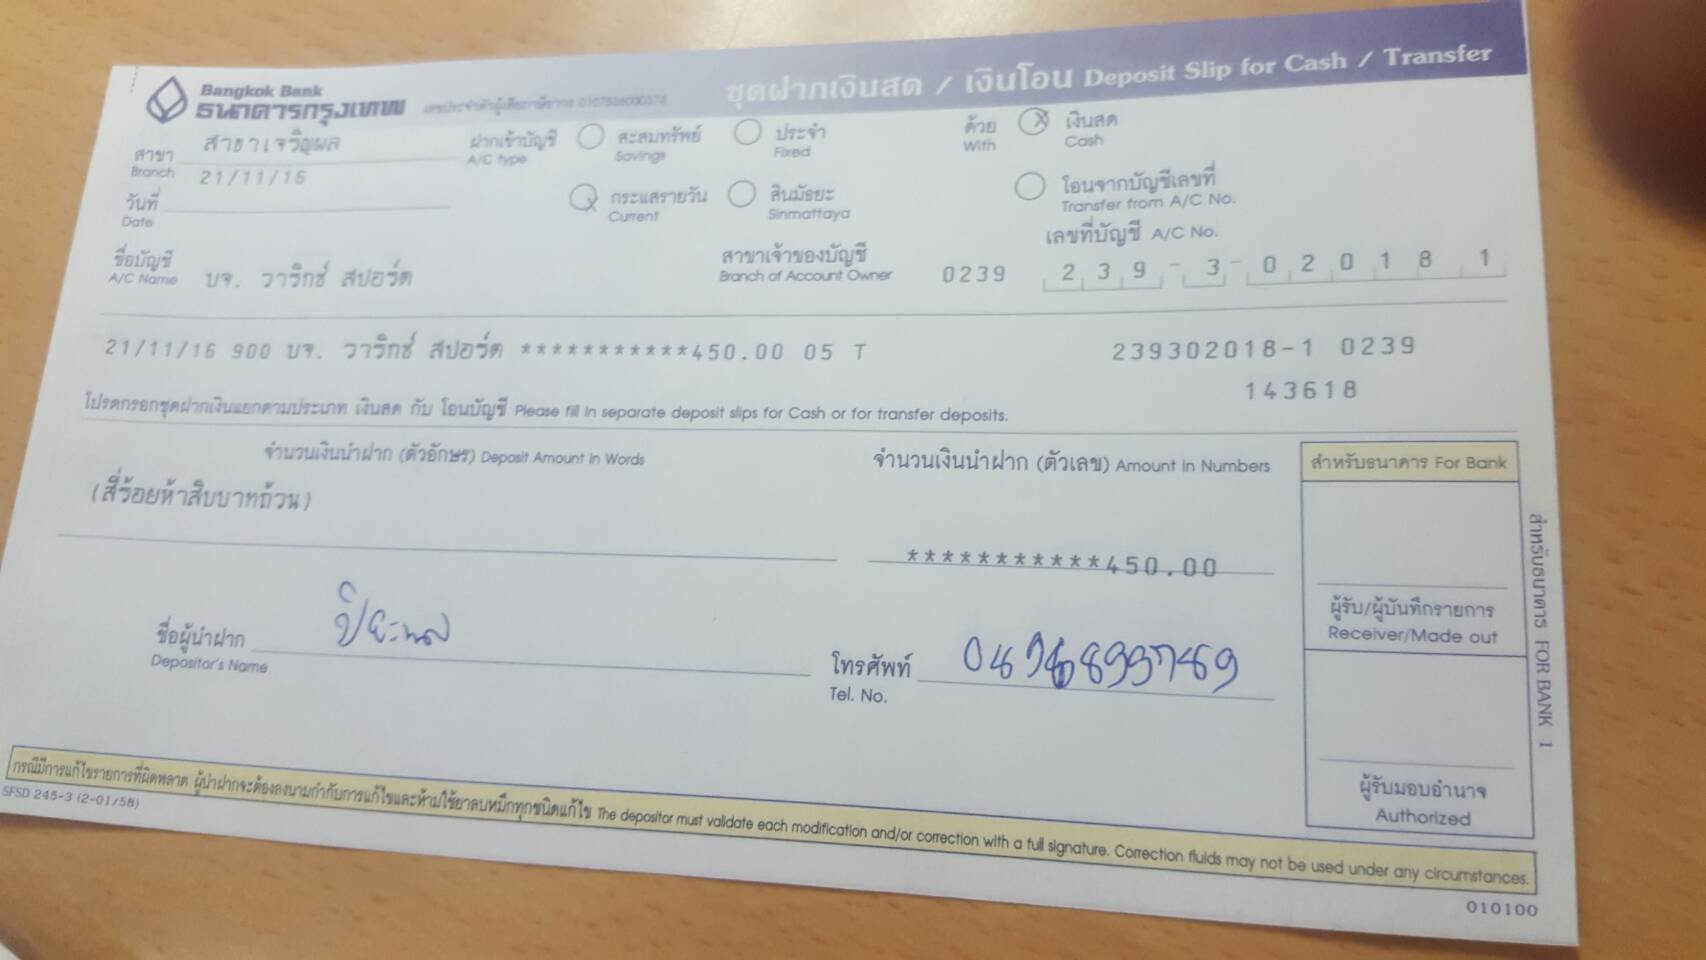 Bangkok Bank
ธนาคารกรุงเทพ เลขประจำตัวผู้เสียภาษีอากร 0107536000374
ชุดฝากเงินสด / เงินโอน Deposit Slip for Cash / Transfer
สาขา สาขาเจริญผล
Branch
วันที่ 21/11/16
Date
ฝากเข้าบัญชี
A/C type
สะสมทรัพย์
Savings
ประจำ
Fixed
กระแสรายวัน
Current
สินมัธยะ
Sinmattaya
ด้วย
With
เงินสด
Cash
โอนจากบัญชีเลขที่
Transfer from A/C No.
ชื่อบัญชี
A/C Name บจ. วาริกซ์ สปอร์ต
สาขาเจ้าของบัญชี
Branch of Account Owner 0239
เลขที่บัญชี A/C No.
239-3-02018 1
21/11/16 900 บจ. วาริกซ์ สปอร์ต ***********450.00 05 T 239302018-1 0239
143618
โปรดกรอกชุดฝากเงินแยกตามประเภท เงินสด กับ โอนบัญชี Please fill in separate deposit slips for Cash or for transfer deposits.
จำนวนเงินนำฝาก (ตัวอักษร) Deposit Amount in Words
จำนวนเงินนำฝาก (ตัวเลข) Amount in Numbers
สำหรับธนาคาร For Bank
(สี่ร้อยห้าสิบบาทถ้วน)
***********450.00
ผู้รับ/ผู้บันทึกรายการ
Receiver/Made out
ชื่อผู้นำฝาก
Depositor's Name
โทรศัพท์
Tel. No.
ผู้รับมอบอำนาจ
Authorized
สำหรับธนาคาร FOR BANK 1
กรณีมีการแก้ไขรายการที่ผิดพลาด ผู้นำฝากจะต้องลงนามกำกับการแก้ไขและห้ามใช้ยาลบหมึกทุกชนิดแก้ไข The depositor must validate each modification and/or correction with a full signature. Correction fluids may not be used under any circumstances.
SFSD 245-3 (2-01/58)
010100